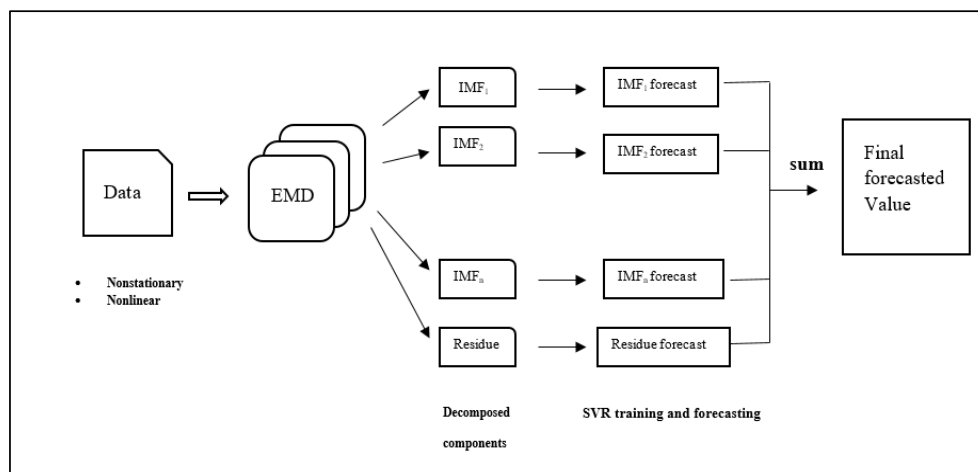 IMF₁
IMF₁ forecast
IMF₂
IMF₂ forecast
sum
Final
forecasted
Value
Data
EMD
Nonstationary
Nonlinear
IMFₙ
IMFₙ forecast
Residue
Residue forecast
Decomposed
components
SVR training and forecasting